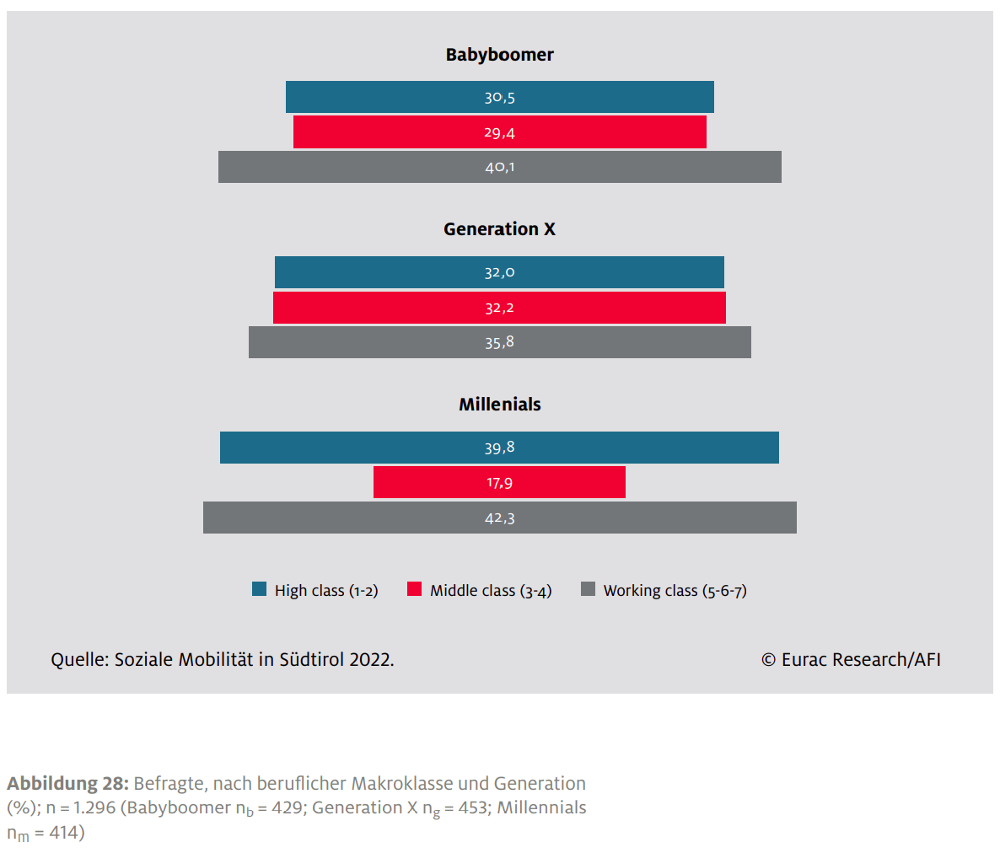 Babyboomer
30,5
29,4
40,1
Generation X
32,0
32,2
35,8
Millenials
39,8
17,9
42,3
High class (1-2) Middle class (3-4) Working class (5-6-7)
Quelle: Soziale Mobilität in Südtirol 2022. © Eurac Research/AFI
Abbildung 28: Befragte, nach beruflicher Makroklasse und Generation
(%); n = 1.296 (Babyboomer nb = 429; Generation X ng = 453; Millennials
nm = 414)